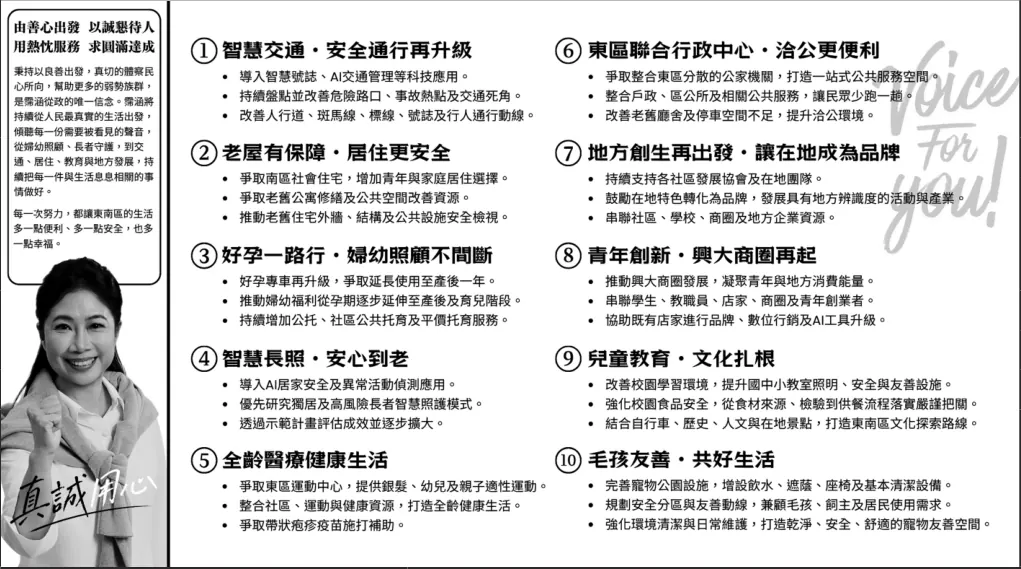 由善心出發 以誠懇待人
用熱忱服務 求圓滿達成
秉持以良善出發，真切的體察民
心所向，幫助更多的弱勢族群，
是霈涵從政的唯一信念。霈涵將
持續從人民最真實的生活出發，
傾聽每一份需要被看見的聲音，
從婦幼照顧、長者守護，到交
通、居住、教育與地方發展，持
續把每一件與生活息息相關的事
情做好。
每一次努力，都讓東南區的生活
多一點便利、多一點安全，也多
一點幸福。
真誠用心
① 智慧交通・安全通行再升級
• 導入智慧號誌、AI交通管理等科技應用。
• 持續盤點並改善危險路口、事故熱點及交通死角。
• 改善人行道、斑馬線、標線、號誌及行人通行動線。
② 老屋有保障・居住更安全
• 爭取南區社會住宅，增加青年與家庭居住選擇。
• 爭取老舊公寓修繕及公共空間改善資源。
• 推動老舊住宅外牆、結構及公共設施安全檢視。
③ 好孕一路行・婦幼照顧不間斷
• 好孕專車再升級，爭取延長使用至產後一年。
• 推動婦幼福利從孕期逐步延伸至產後及育兒階段。
• 持續增加公托、社區公共托育及平價托育服務。
④ 智慧長照・安心到老
• 導入AI居家安全及異常活動偵測應用。
• 優先研究獨居及高風險長者智慧照護模式。
• 透過示範計畫評估成效並逐步擴大。
⑤ 全齡醫療健康生活
• 爭取東區運動中心，提供銀髮、幼兒及親子適性運動。
• 整合社區、運動與健康資源，打造全齡健康生活。
• 爭取帶狀疱疹疫苗施打補助。
⑥ 東區聯合行政中心・洽公更便利
• 爭取整合東區分散的公家機關，打造一站式公共服務空間。
• 整合戶政、區公所及相關公共服務，讓民眾少跑一趟。
• 改善老舊廳舍及停車空間不足，提升洽公環境。
⑦ 地方創生再出發・讓在地成為品牌
• 持續支持各社區發展協會及在地團隊。
• 鼓勵在地特色轉化為品牌，發展具有地方辨識度的活動與產業。
• 串聯社區、學校、商圈及地方企業資源。
⑧ 青年創新・興大商圈再起
• 推動興大商圈發展，凝聚青年與地方消費能量。
• 串聯學生、教職員、店家、商圈及青年創業者。
• 協助既有店家進行品牌、數位行銷及AI工具升級。
⑨ 兒童教育・文化扎根
• 改善校園學習環境，提升國中小教室照明、安全與友善設施。
• 強化校園食品安全，從食材來源、檢驗到供餐流程落實嚴謹把關。
• 結合自行車、歷史、人文與在地景點，打造東南區文化探索路線。
⑩ 毛孩友善・共好生活
• 完善寵物公園設施，增設飲水、遮蔭、座椅及基本清潔設備。
• 規劃安全分區與友善動線，兼顧毛孩、飼主及居民使用需求。
• 強化環境清潔與日常維護，打造乾淨、安全、舒適的寵物友善空間。
Voice
For
you!